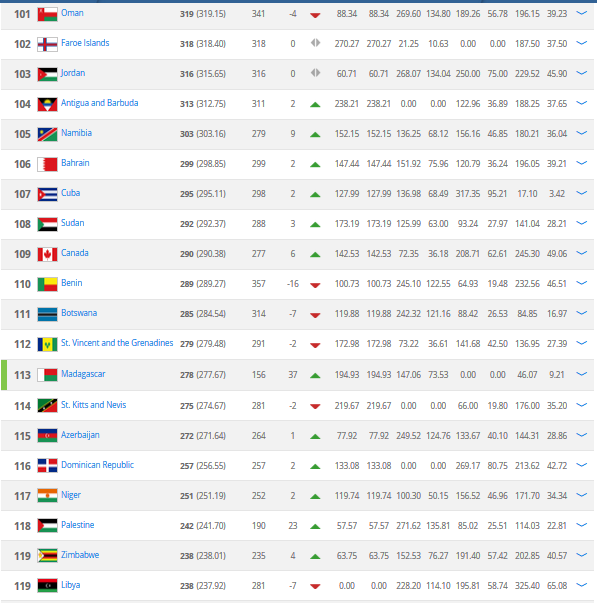 101 Oman 319 (319.15) 341 -4 88.34 88.34 269.60 134.80 189.26 56.78 196.15 39.23
102 Faroe Islands 318 (318.40) 318 0 270.27 270.27 21.25 10.63 0.00 0.00 187.50 37.50
103 Jordan 316 (315.65) 316 0 60.71 60.71 268.07 134.04 250.00 75.00 229.52 45.90
104 Antigua and Barbuda 313 (312.75) 311 2 238.21 238.21 0.00 0.00 122.96 36.89 188.25 37.65
105 Namibia 303 (303.16) 279 9 152.15 152.15 136.25 68.12 156.16 46.85 180.21 36.04
106 Bahrain 299 (298.85) 299 2 147.44 147.44 151.92 75.96 120.79 36.24 196.05 39.21
107 Cuba 295 (295.11) 298 2 127.99 127.99 136.98 68.49 317.35 95.21 17.10 3.42
108 Sudan 292 (292.37) 288 3 173.19 173.19 125.99 63.00 93.24 27.97 141.04 28.21
109 Canada 290 (290.38) 277 6 142.53 142.53 72.35 36.18 208.71 62.61 245.30 49.06
110 Benin 289 (289.27) 357 -16 100.73 100.73 245.10 122.55 64.93 19.48 232.56 46.51
111 Botswana 285 (284.54) 314 -7 119.88 119.88 242.32 121.16 88.42 26.53 84.85 16.97
112 St. Vincent and the Grenadines 279 (279.48) 291 -2 172.98 172.98 73.22 36.61 141.68 42.50 136.95 27.39
113 Madagascar 278 (277.67) 156 37 194.93 194.93 147.06 73.53 0.00 0.00 46.07 9.21
114 St. Kitts and Nevis 275 (274.67) 281 -2 219.67 219.67 0.00 0.00 66.00 19.80 176.00 35.20
115 Azerbaijan 272 (271.64) 264 1 77.92 77.92 249.52 124.76 133.67 40.10 144.31 28.86
116 Dominican Republic 257 (256.55) 257 2 133.08 133.08 0.00 0.00 269.17 80.75 213.62 42.72
117 Niger 251 (251.19) 252 2 119.74 119.74 100.30 50.15 156.52 46.96 171.70 34.34
118 Palestine 242 (241.70) 190 23 57.57 57.57 271.62 135.81 85.02 25.51 114.03 22.81
119 Zimbabwe 238 (238.01) 235 4 63.75 63.75 152.53 76.27 191.40 57.42 202.85 40.57
119 Libya 238 (237.92) 281 -7 0.00 0.00 228.20 114.10 195.81 58.74 325.40 65.08